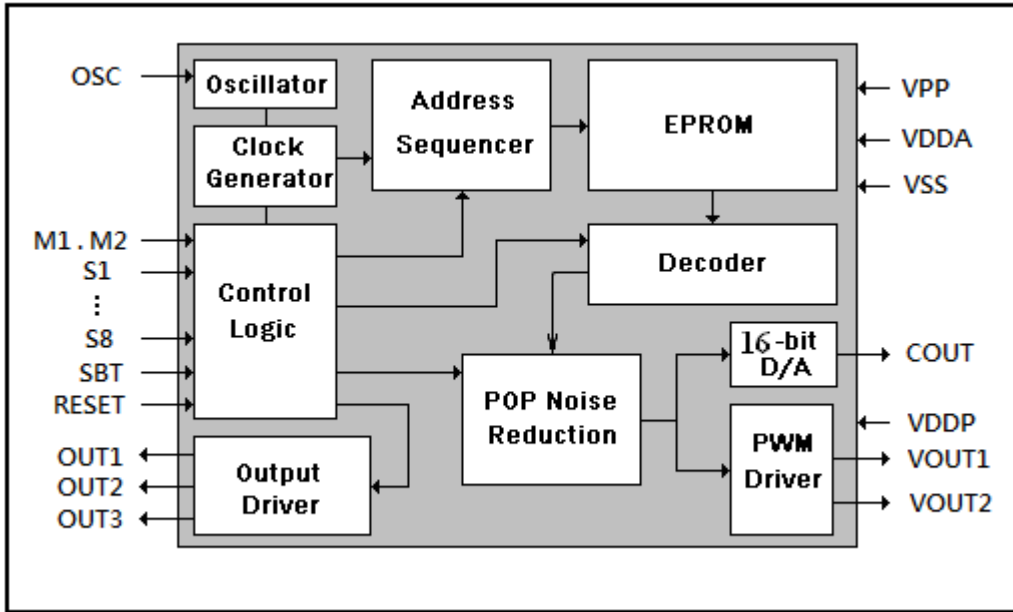 OSC
M1 . M2
S1
⋮
S8
SBT
RESET
OUT1
OUT2
OUT3
Oscillator
Clock
Generator
Control
Logic
Output
Driver
Address
Sequencer
EPROM
Decoder
POP Noise
Reduction
16-bit
D/A
PWM
Driver
VPP
VDDA
VSS
COUT
VDDP
VOUT1
VOUT2